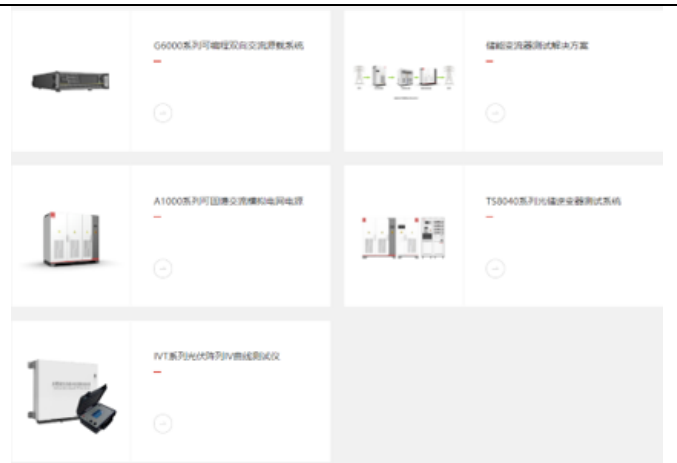 G6000系列可编程双向交流源载系统
储能变流器测试解决方案
A1000系列可回馈交流模拟电网电源
TS8040系列光储逆变器测试系统
IVT系列光伏阵列IV曲线测试仪